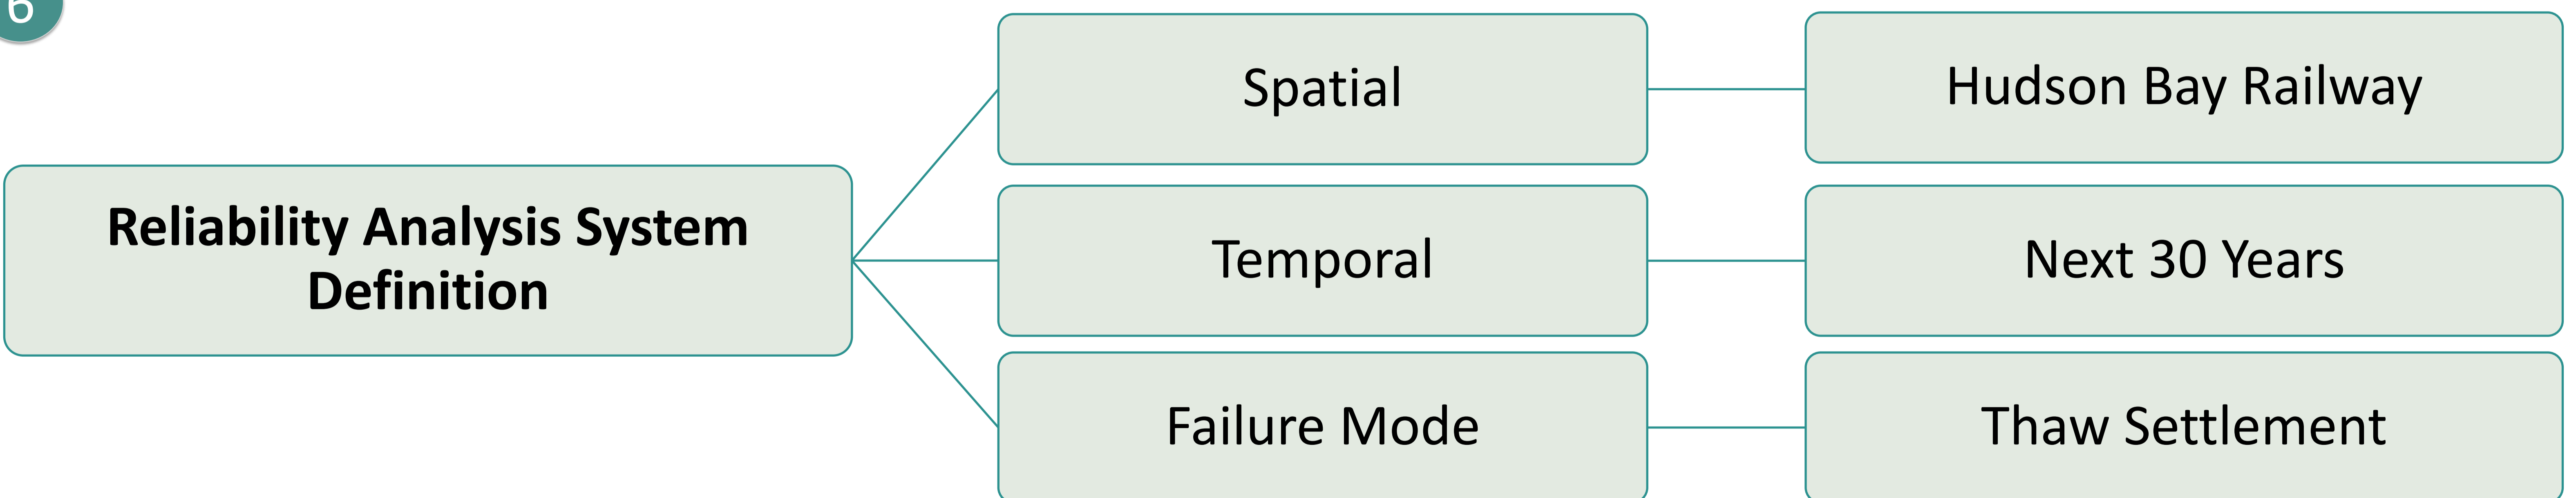 6
Spatial
Hudson Bay Railway
Reliability Analysis System
Definition
Temporal
Next 30 Years
Failure Mode
Thaw Settlement